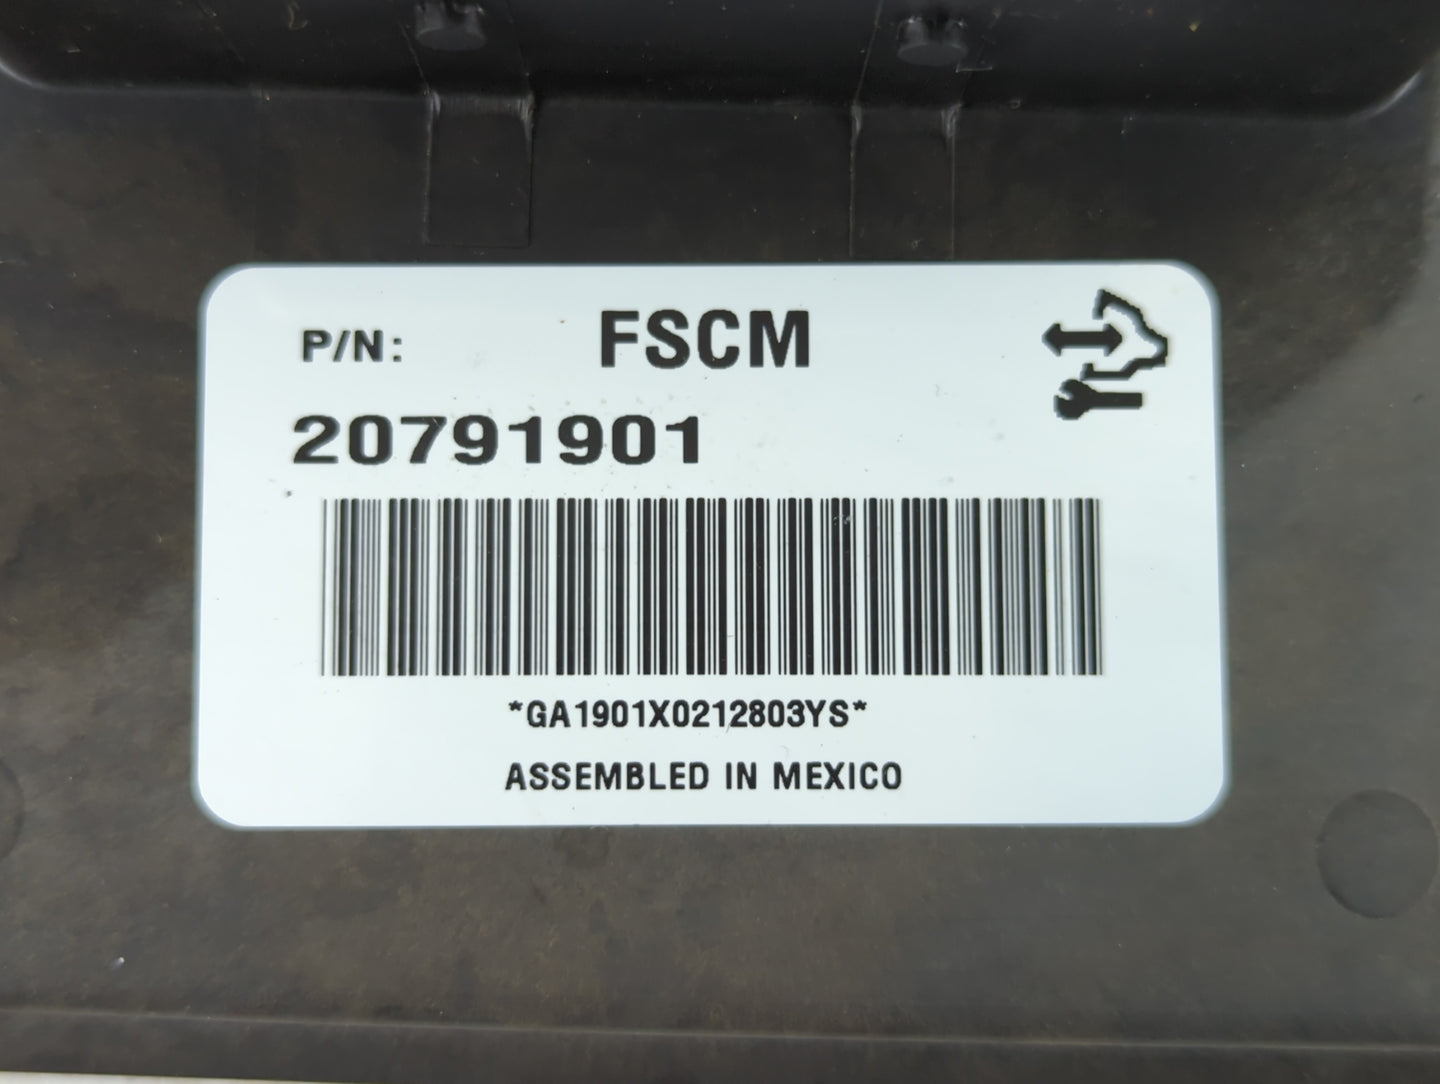 P/N: FSCM
20791901
*GA1901X0212803YS*
ASSEMBLED IN MEXICO